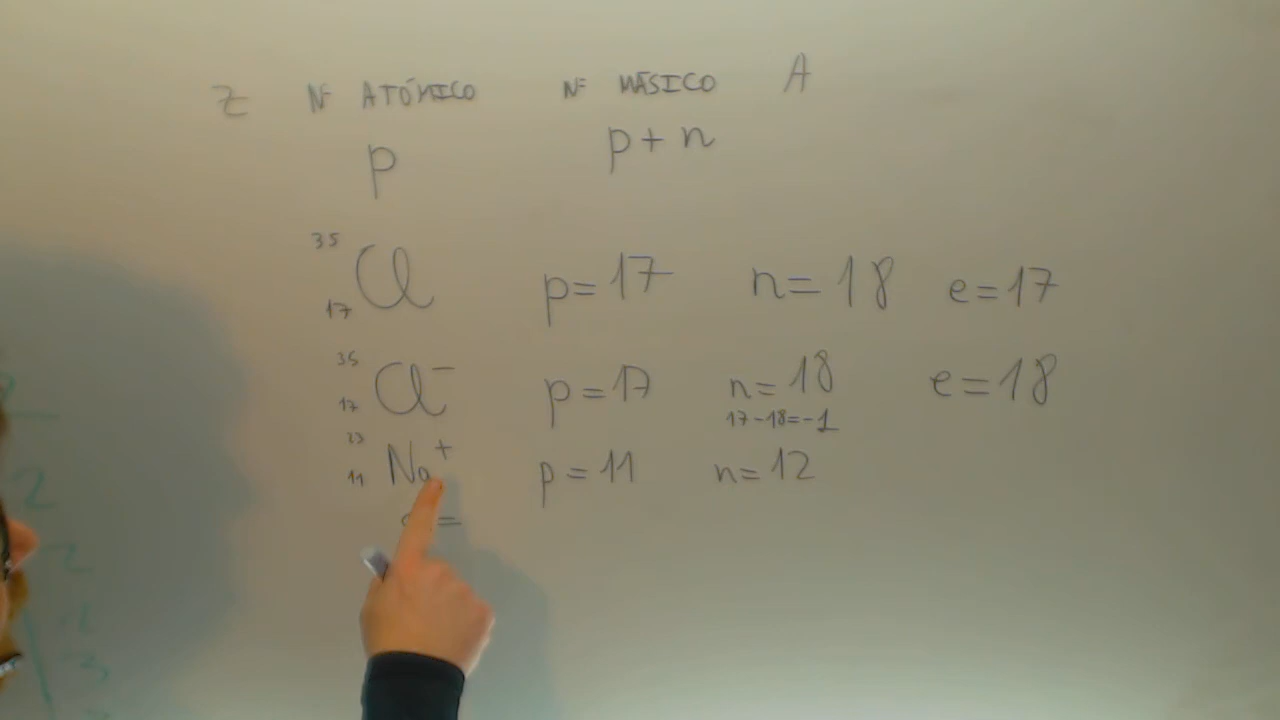 Z Nº ATÓMICO Nº MÁSICO A
p p+n
35
17 Cl p=17 n=18 e=17
35
17 Cl⁻ p=17 n=18 e=18
17-18=-1
23
11 Na⁺ p=11 n=12